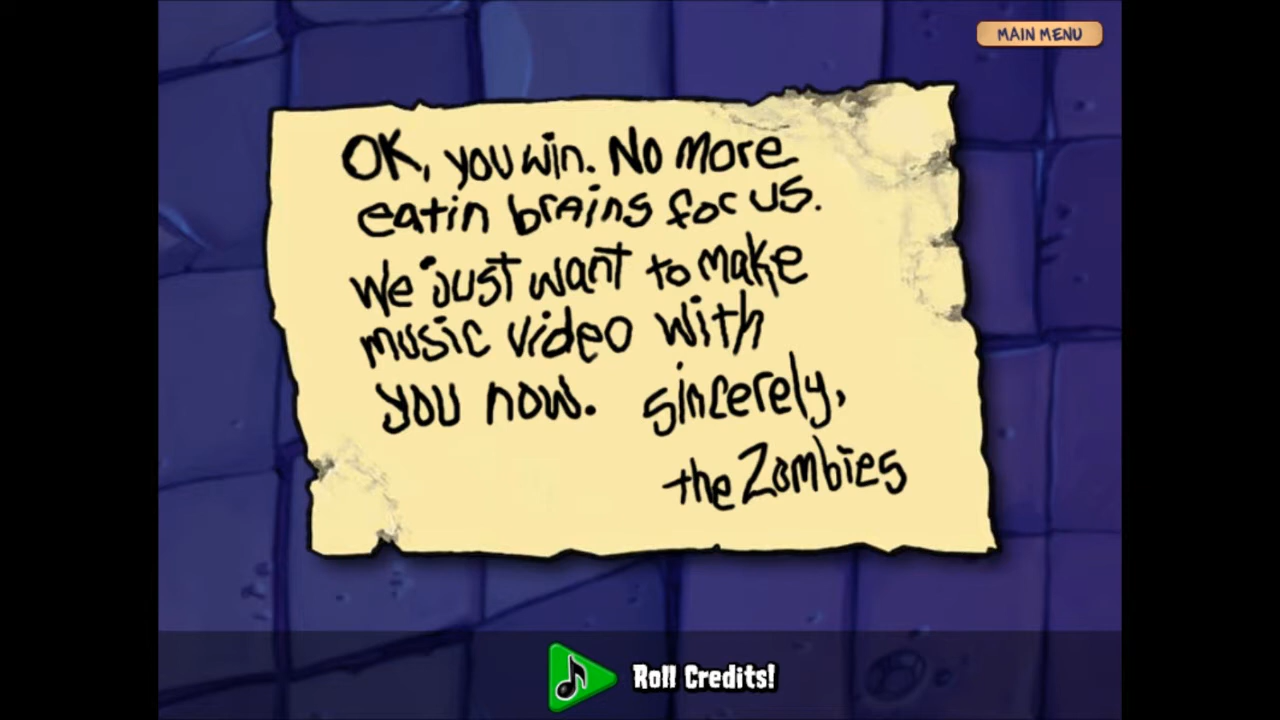 MAIN MENU
OK, you win. No more
eatin brains for us.
We just want to make
music video with
you now. sincerely,
the Zombies
Roll Credits!